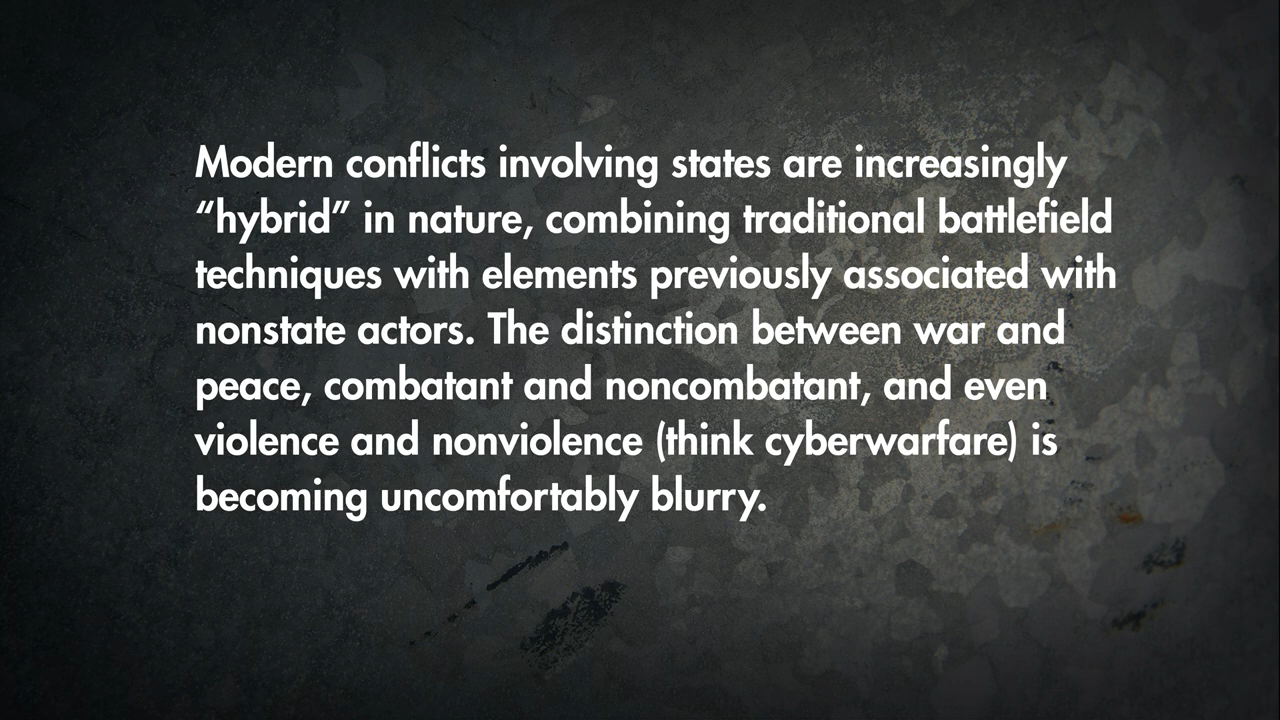 Modern conflicts involving states are increasingly
“hybrid” in nature, combining traditional battlefield
techniques with elements previously associated with
nonstate actors. The distinction between war and
peace, combatant and noncombatant, and even
violence and nonviolence (think cyberwarfare) is
becoming uncomfortably blurry.